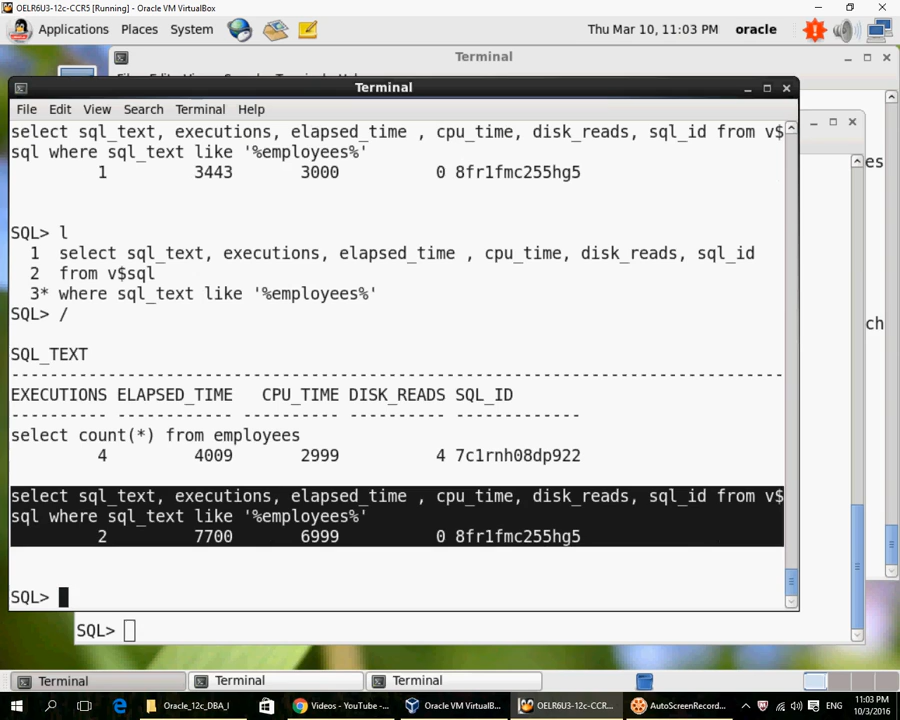 OELR6U3-12c-CCR5 [Running] - Oracle VM VirtualBox
Applications Places System Thu Mar 10, 11:03 PM oracle
Terminal
Terminal
File Edit View Search Terminal Help
select sql_text, executions, elapsed_time , cpu_time, disk_reads, sql_id from v$
sql where sql_text like '%employees%'
1 3443 3000 0 8fr1fmc255hg5
SQL> l
1 select sql_text, executions, elapsed_time , cpu_time, disk_reads, sql_id
2 from v$sql
3* where sql_text like '%employees%'
SQL> /
SQL_TEXT
--------------------------------------------------------------------------------
EXECUTIONS ELAPSED_TIME CPU_TIME DISK_READS SQL_ID
---------- ------------ ---------- ---------- -------------
select count(*) from employees
4 4009 2999 4 7c1rnh08dp922
select sql_text, executions, elapsed_time , cpu_time, disk_reads, sql_id from v$
sql where sql_text like '%employees%'
2 7700 6999 0 8fr1fmc255hg5
SQL>
es
ch
SQL>
Terminal Terminal Terminal
Oracle_12c_DBA_I Videos - YouTube -... Oracle VM VirtualB... OELR6U3-12c-CCR... AutoScreenRecord... ENG 11:03 PM
10/3/2016